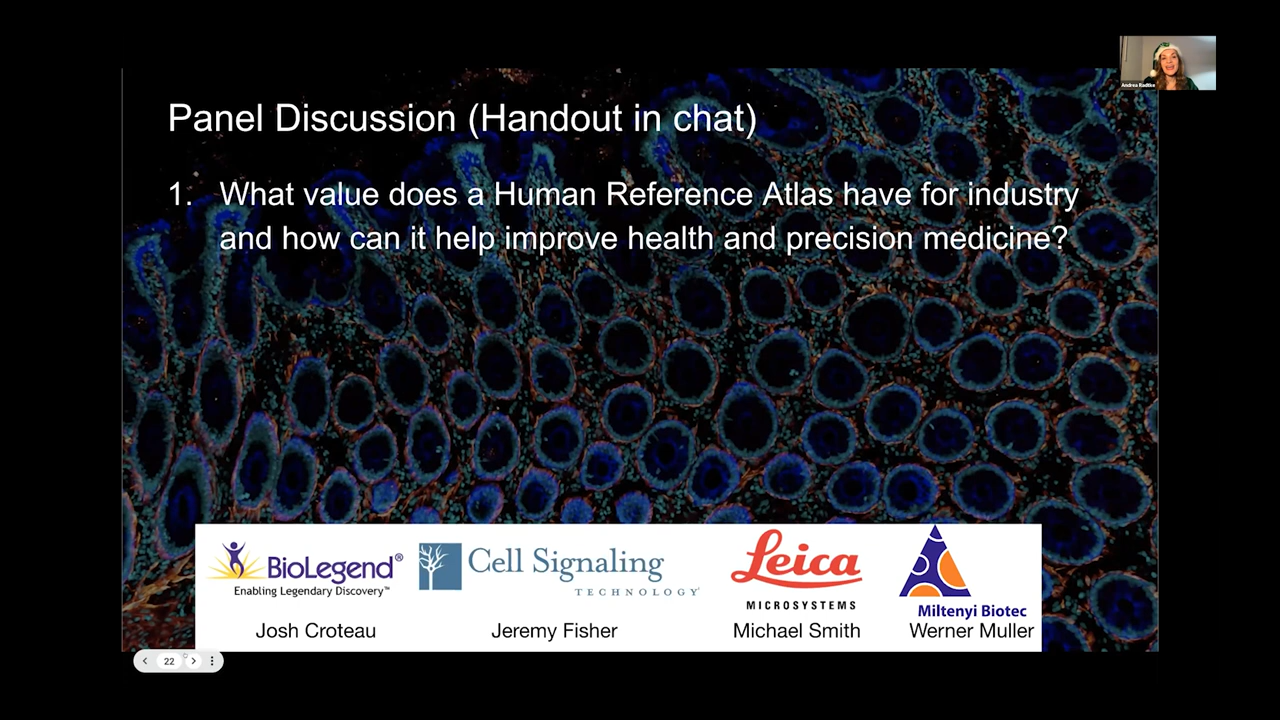 Andrea Radtke
Panel Discussion (Handout in chat)
1. What value does a Human Reference Atlas have for industry
and how can it help improve health and precision medicine?
BioLegend®
Enabling Legendary Discovery™
Cell Signaling
TECHNOLOGY®
Leica
MICROSYSTEMS
Miltenyi Biotec
Josh Croteau
Jeremy Fisher
Michael Smith
Werner Muller
22